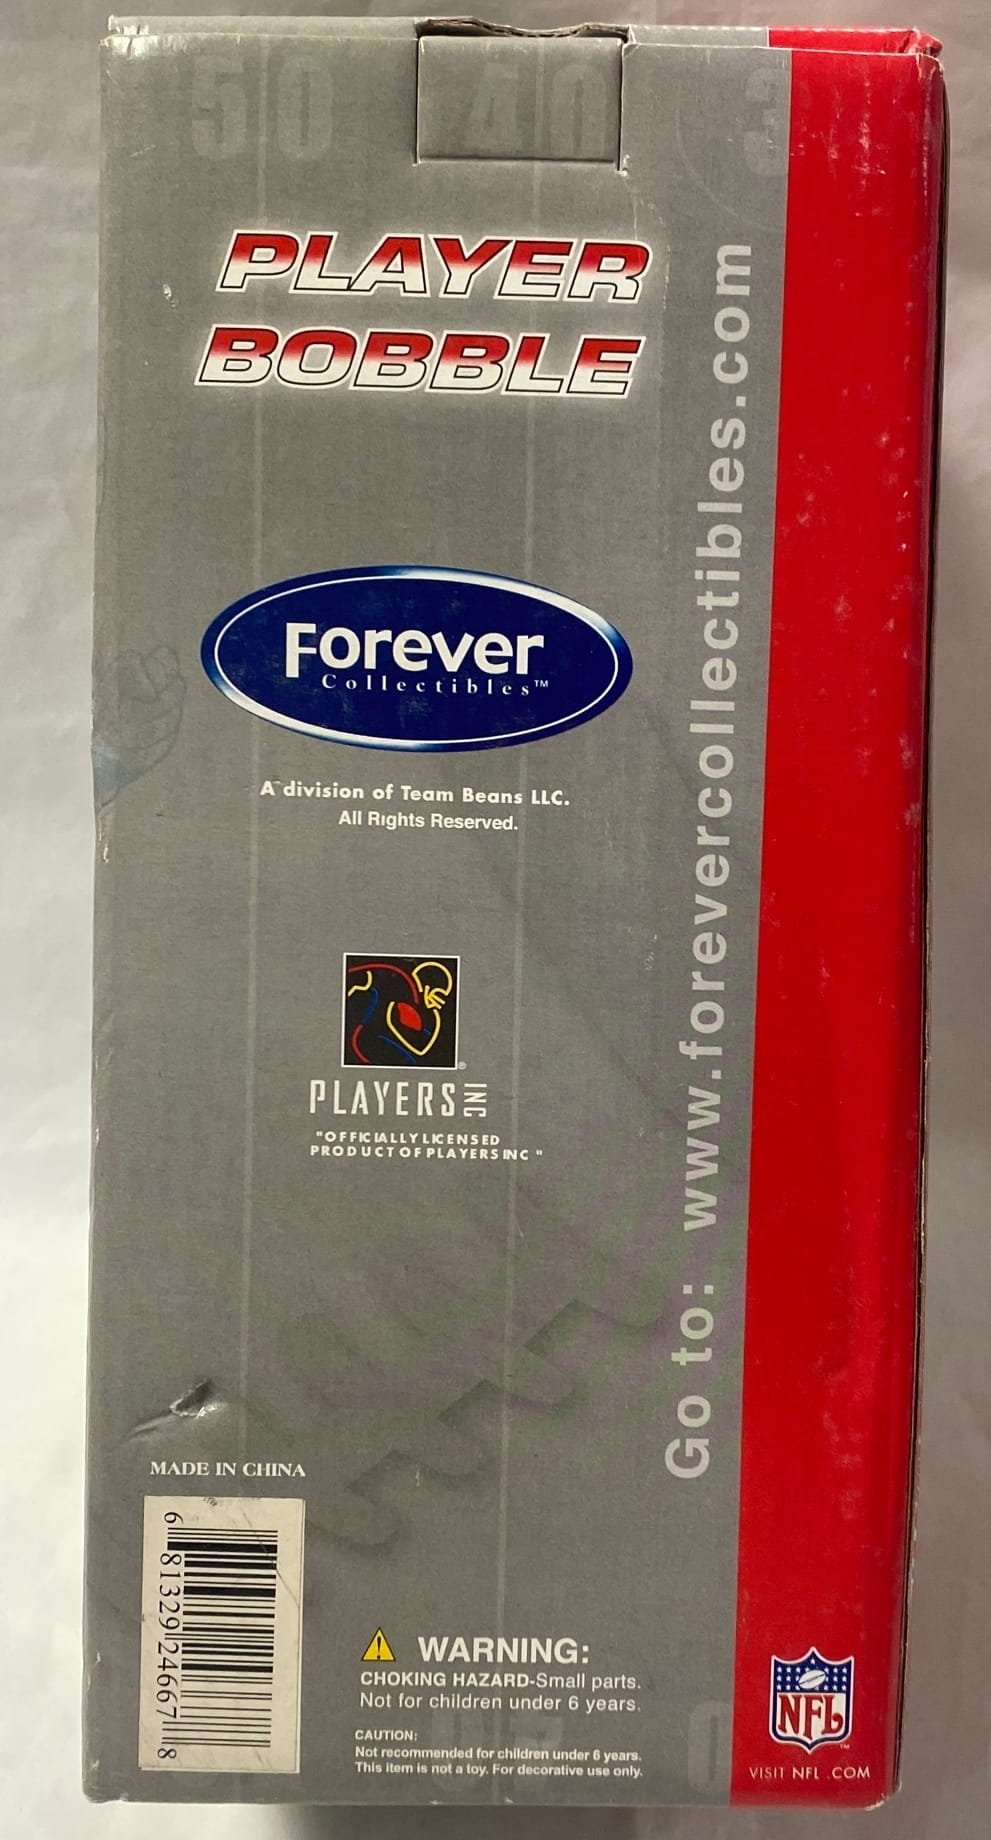 50 40 3
PLAYER
BOBBLE
Forever
Collectibles™
A division of Team Beans LLC.
All Rights Reserved.
PLAYERS INC
"OFFICIALLY LICENSED
PRODUCT OF PLAYERS INC"
Go to: www.forevercollectibles.com
MADE IN CHINA
6 81329 24667 8
WARNING:
CHOKING HAZARD-Small parts.
Not for children under 6 years.
CAUTION:
Not recommended for children under 6 years.
This item is not a toy. For decorative use only.
NFL
VISIT NFL.COM